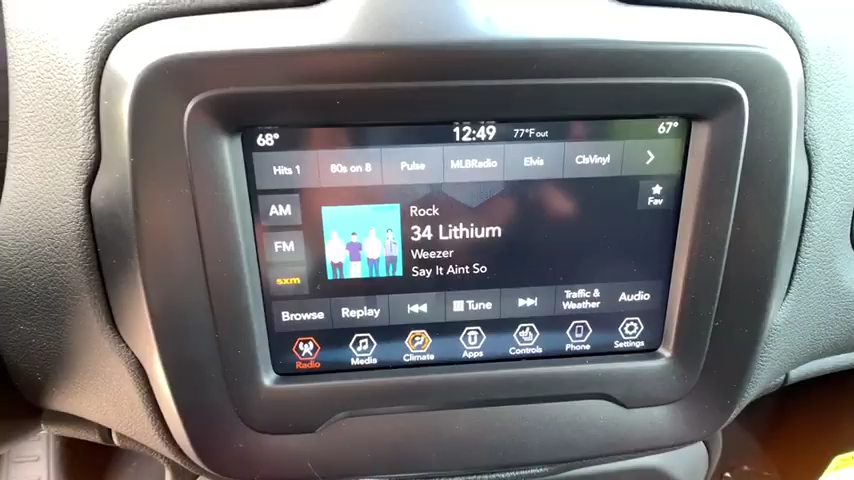 68°
12:49
77°F out
67°
Hits 1
80s on 8
Pulse
MLBRadio
Elvis
ClsVinyl
AM
FM
sxm
Rock
34 Lithium
Weezer
Say It Aint So
Fav
Browse
Replay
Tune
Traffic &
Weather
Audio
Radio
Media
Climate
Apps
Controls
Phone
Settings